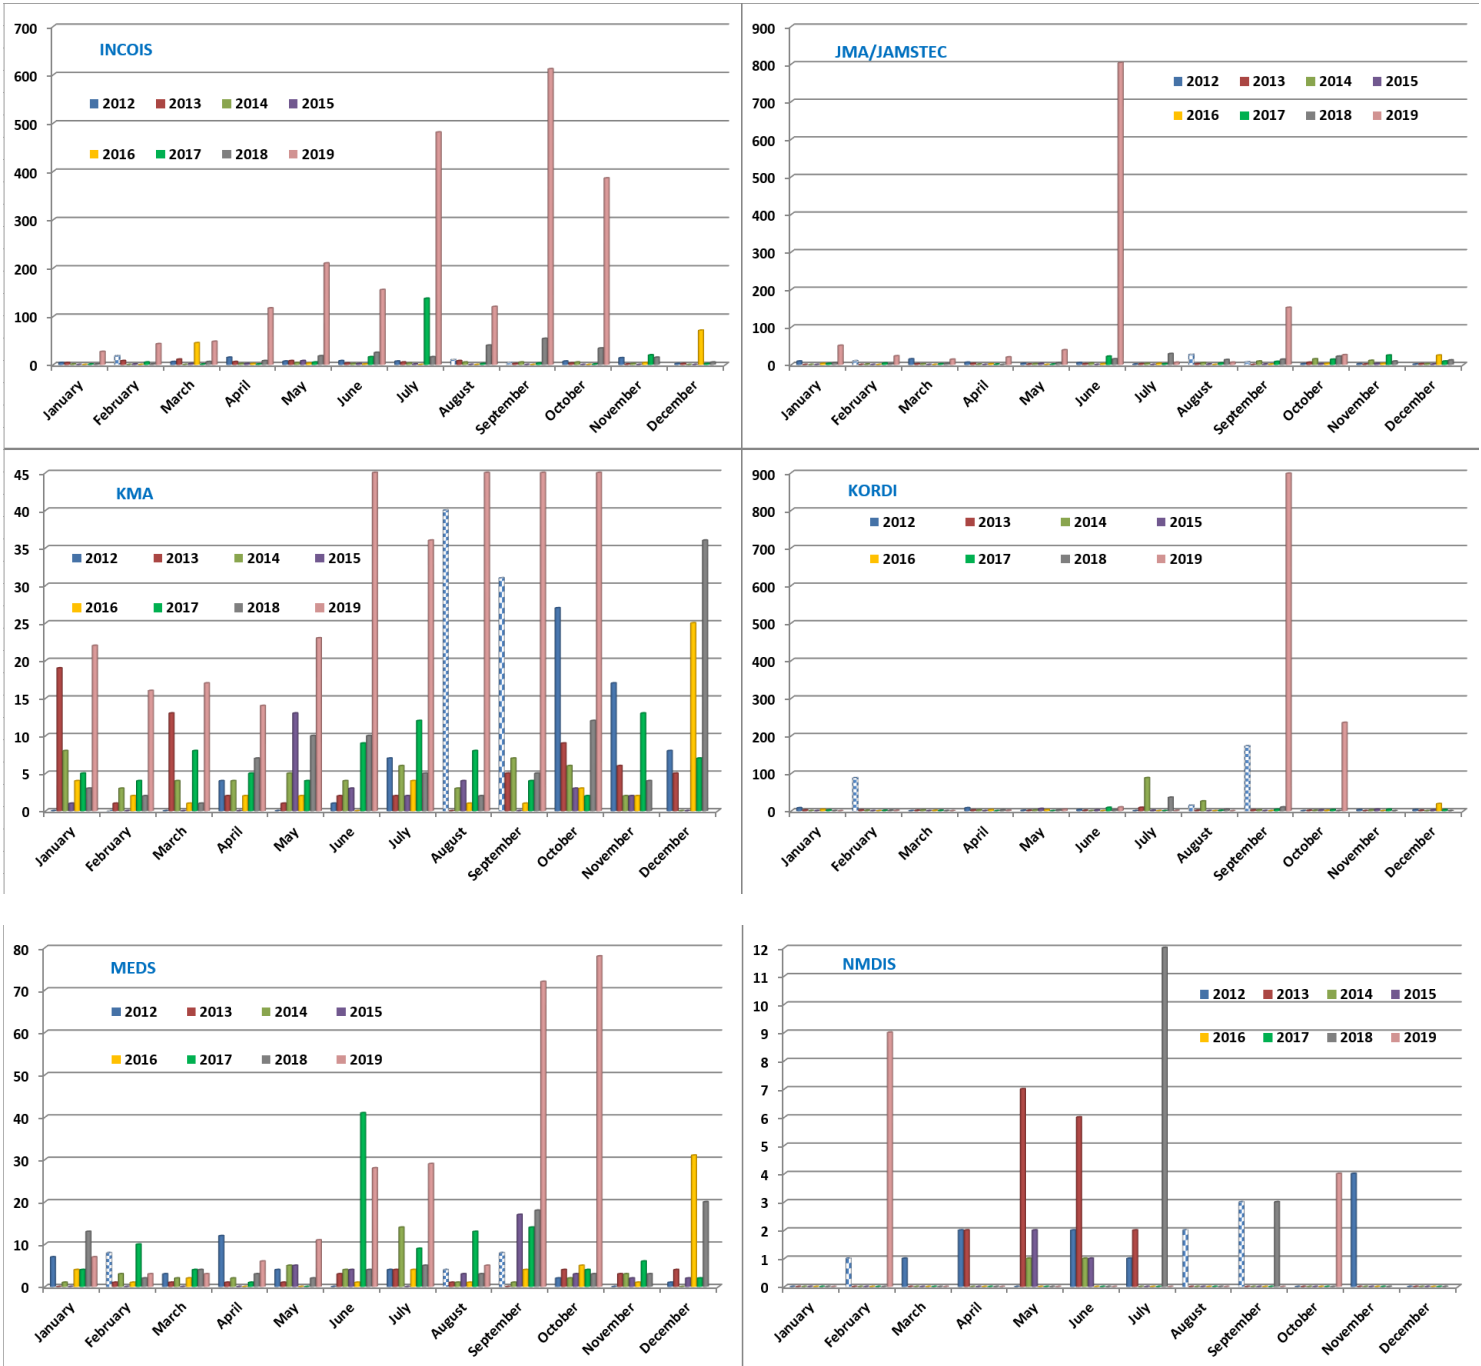 INCOIS
700
600
500
400
300
200
100
0
2012 2013 2014 2015
2016 2017 2018 2019
January February March April May June July August September October November December
JMA/JAMSTEC
900
800
700
600
500
400
300
200
100
0
2012 2013 2014 2015
2016 2017 2018 2019
January February March April May June July August September October November December
KMA
45
40
35
30
25
20
15
10
5
0
2012 2013 2014 2015
2016 2017 2018 2019
January February March April May June July August September October November December
KORDI
900
800
700
600
500
400
300
200
100
0
2012 2013 2014 2015
2016 2017 2018 2019
January February March April May June July August September October November December
MEDS
80
70
60
50
40
30
20
10
0
2012 2013 2014 2015
2016 2017 2018 2019
January February March April May June July August September October November December
NMDIS
12
11
10
9
8
7
6
5
4
3
2
1
0
2012 2013 2014 2015
2016 2017 2018 2019
January February March April May June July August September October November December